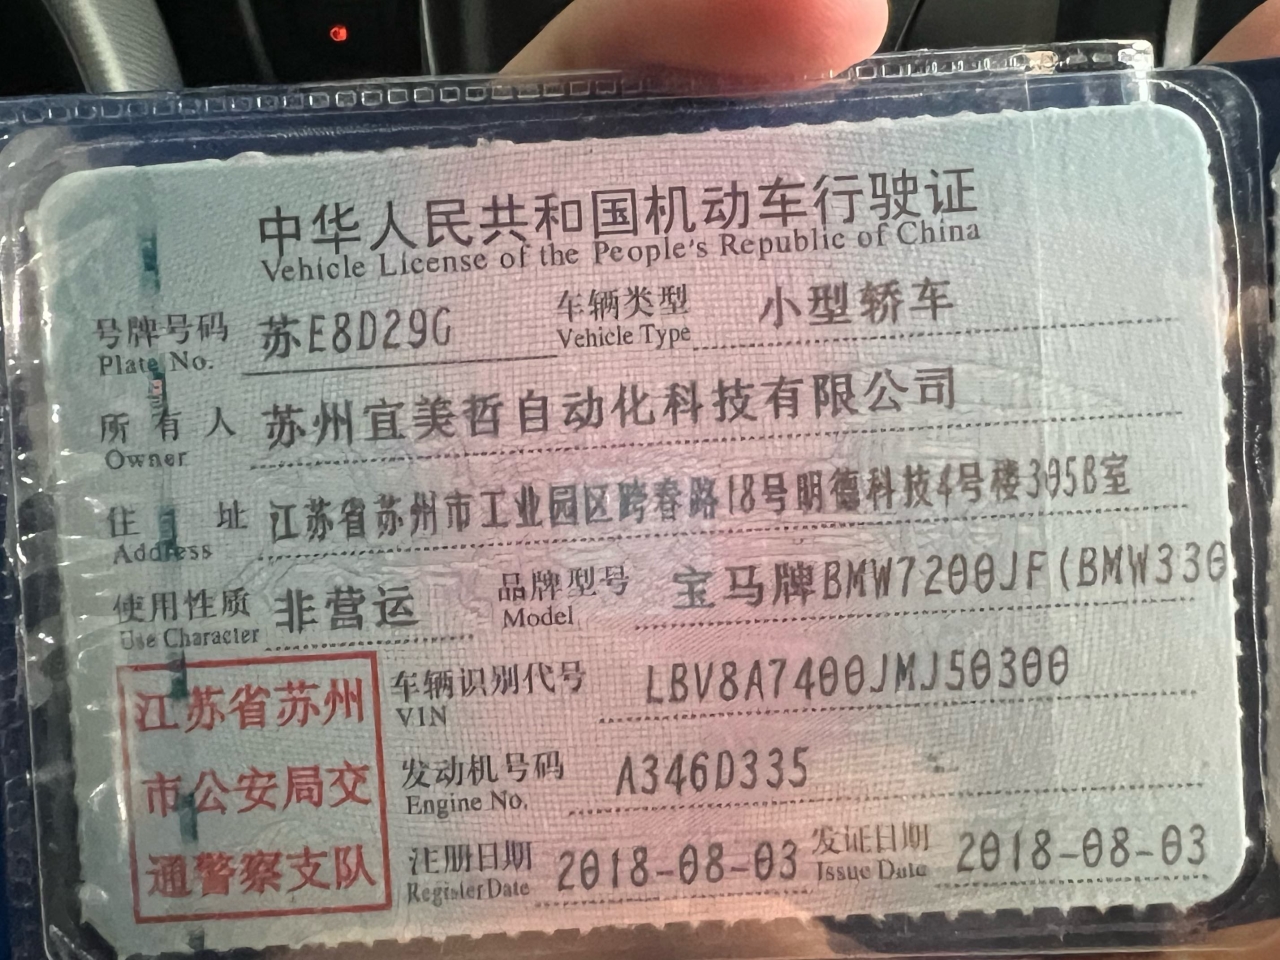 中华人民共和国机动车行驶证
Vehicle License of the People's Republic of China
号牌号码 苏E8D29G 车辆类型 小型轿车
Plate No. Vehicle Type
所有人 苏州宜美哲自动化科技有限公司
Owner
住址 江苏省苏州市工业园区跨春路18号明德科技4号楼305B室
Address
使用性质 非营运 品牌型号 宝马牌BMW7200JF(BMW330
Use Character Model
江苏省苏州
市公安局交
通警察支队
车辆识别代号 LBV8A7400JMJ50300
VIN
发动机号码 A346D335
Engine No.
注册日期 2018-08-03 发证日期 2018-08-03
Register Date Issue Date